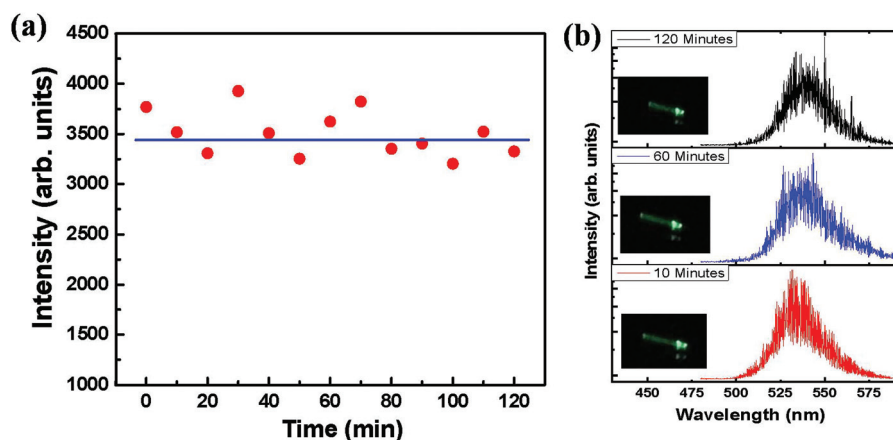 (a)
4500
4000
3500
3000
2500
2000
1500
1000
Intensity (arb. units)
0 20 40 60 80 100 120
Time (min)
(b)
120 Minutes
60 Minutes
10 Minutes
Intensity (arb. units)
450 475 500 525 550 575
Wavelength (nm)